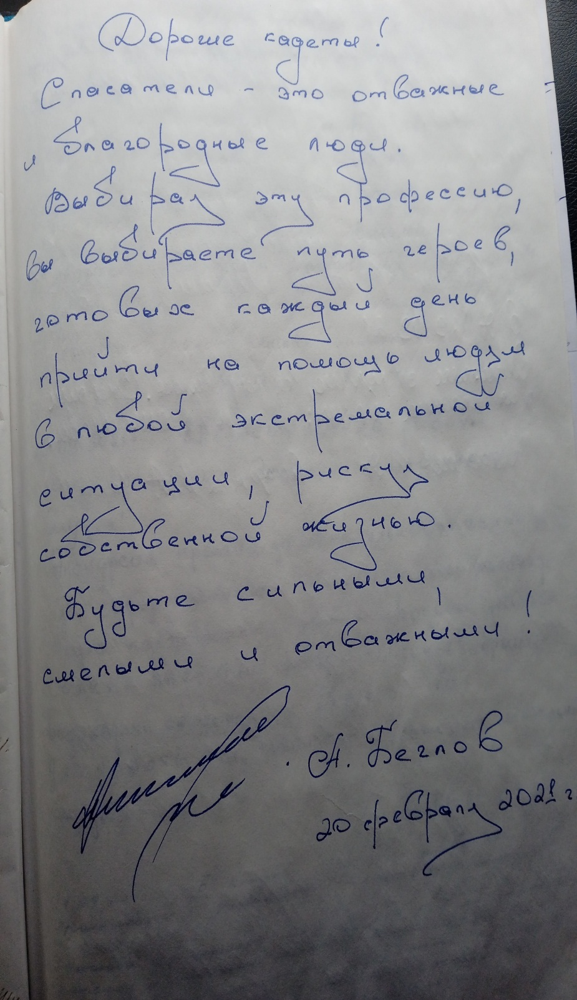 Дорогие кадеты!
Спасатели - это отважные
и благородные люди.
Выбирая эту профессию,
вы выбираете путь героев,
готовых каждый день
прийти на помощь людям
в любой экстремальной
ситуации, рискуя
собственной жизнью.
Будьте сильными,
смелыми и отважными!
А. Беглов
20 февраля 2021 г